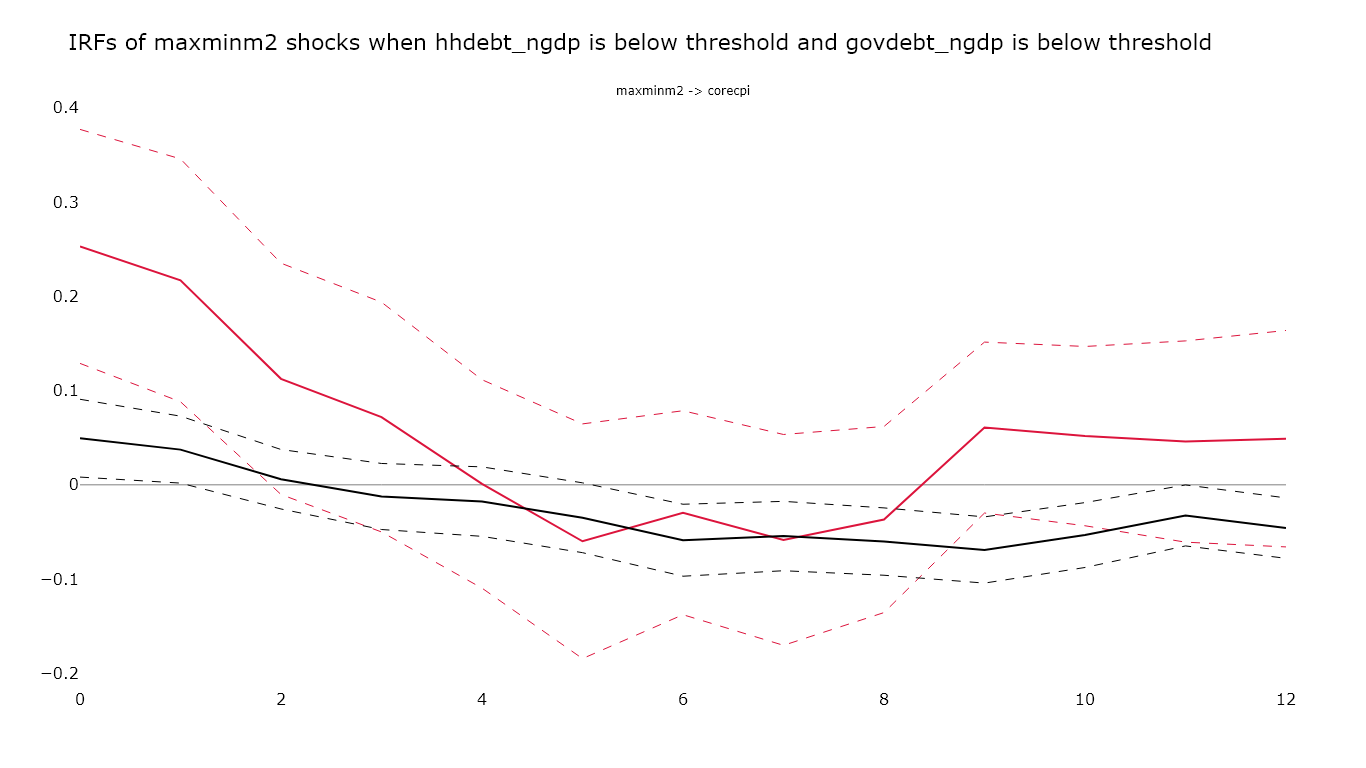 IRFs of maxminm2 shocks when hhdebt_ngdp is below threshold and govdebt_ngdp is below threshold
maxminm2 -> corecpi
0.4
0.3
0.2
0.1
0
−0.1
−0.2
0 2 4 6 8 10 12